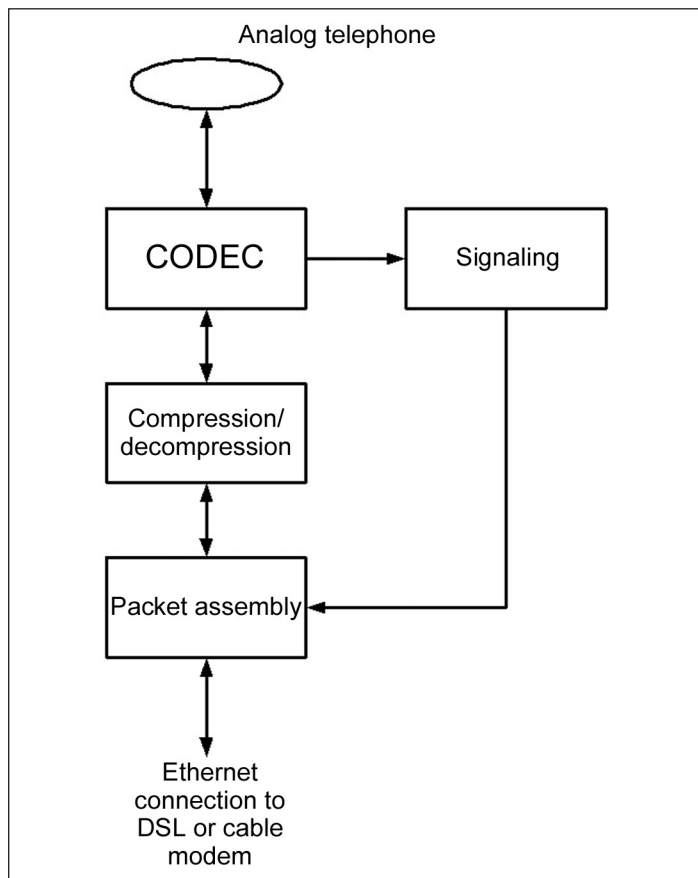 Analog telephone
CODEC
Signaling
Compression/
decompression
Packet assembly
Ethernet
connection to
DSL or cable
modem